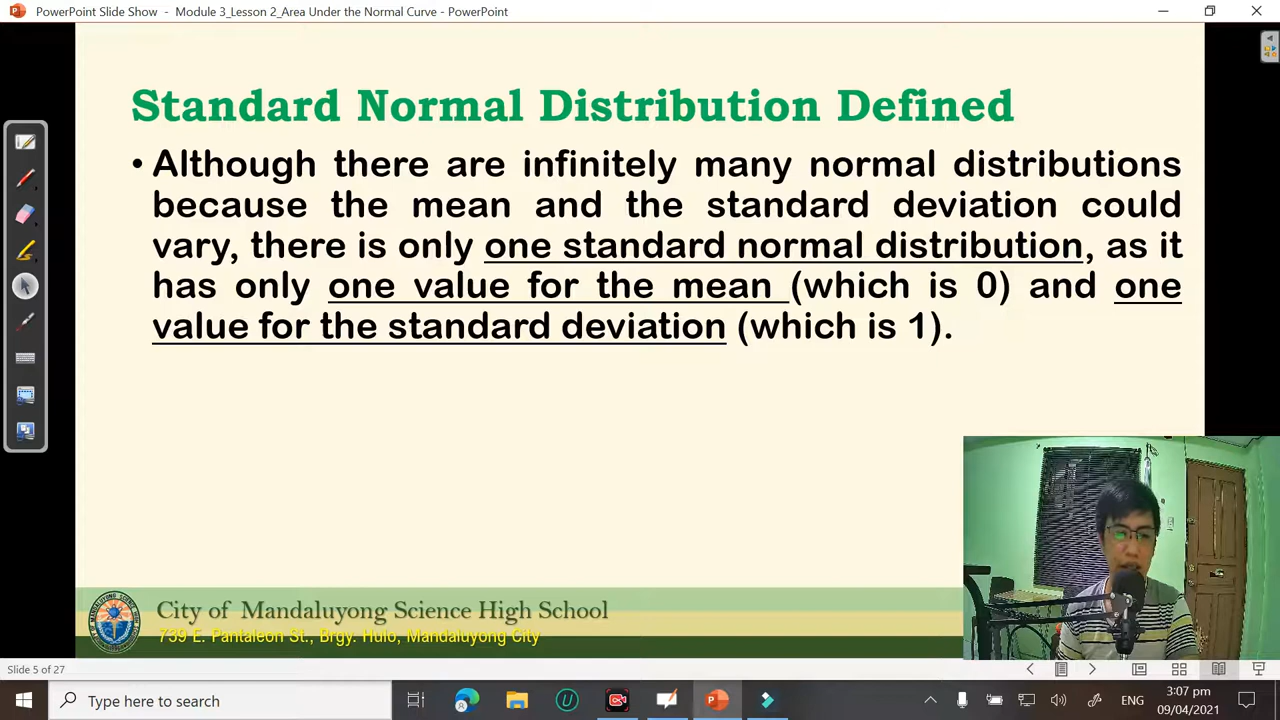 PowerPoint Slide Show - Module 3_Lesson 2_Area Under the Normal Curve - PowerPoint
Standard Normal Distribution Defined
• Although there are infinitely many normal distributions
because the mean and the standard deviation could
vary, there is only one standard normal distribution, as it
has only one value for the mean (which is 0) and one
value for the standard deviation (which is 1).
City of Mandaluyong Science High School
739 E. Pantaleon St., Brgy. Hulo, Mandaluyong City
Slide 5 of 27
Type here to search
ENG
3:07 pm
09/04/2021